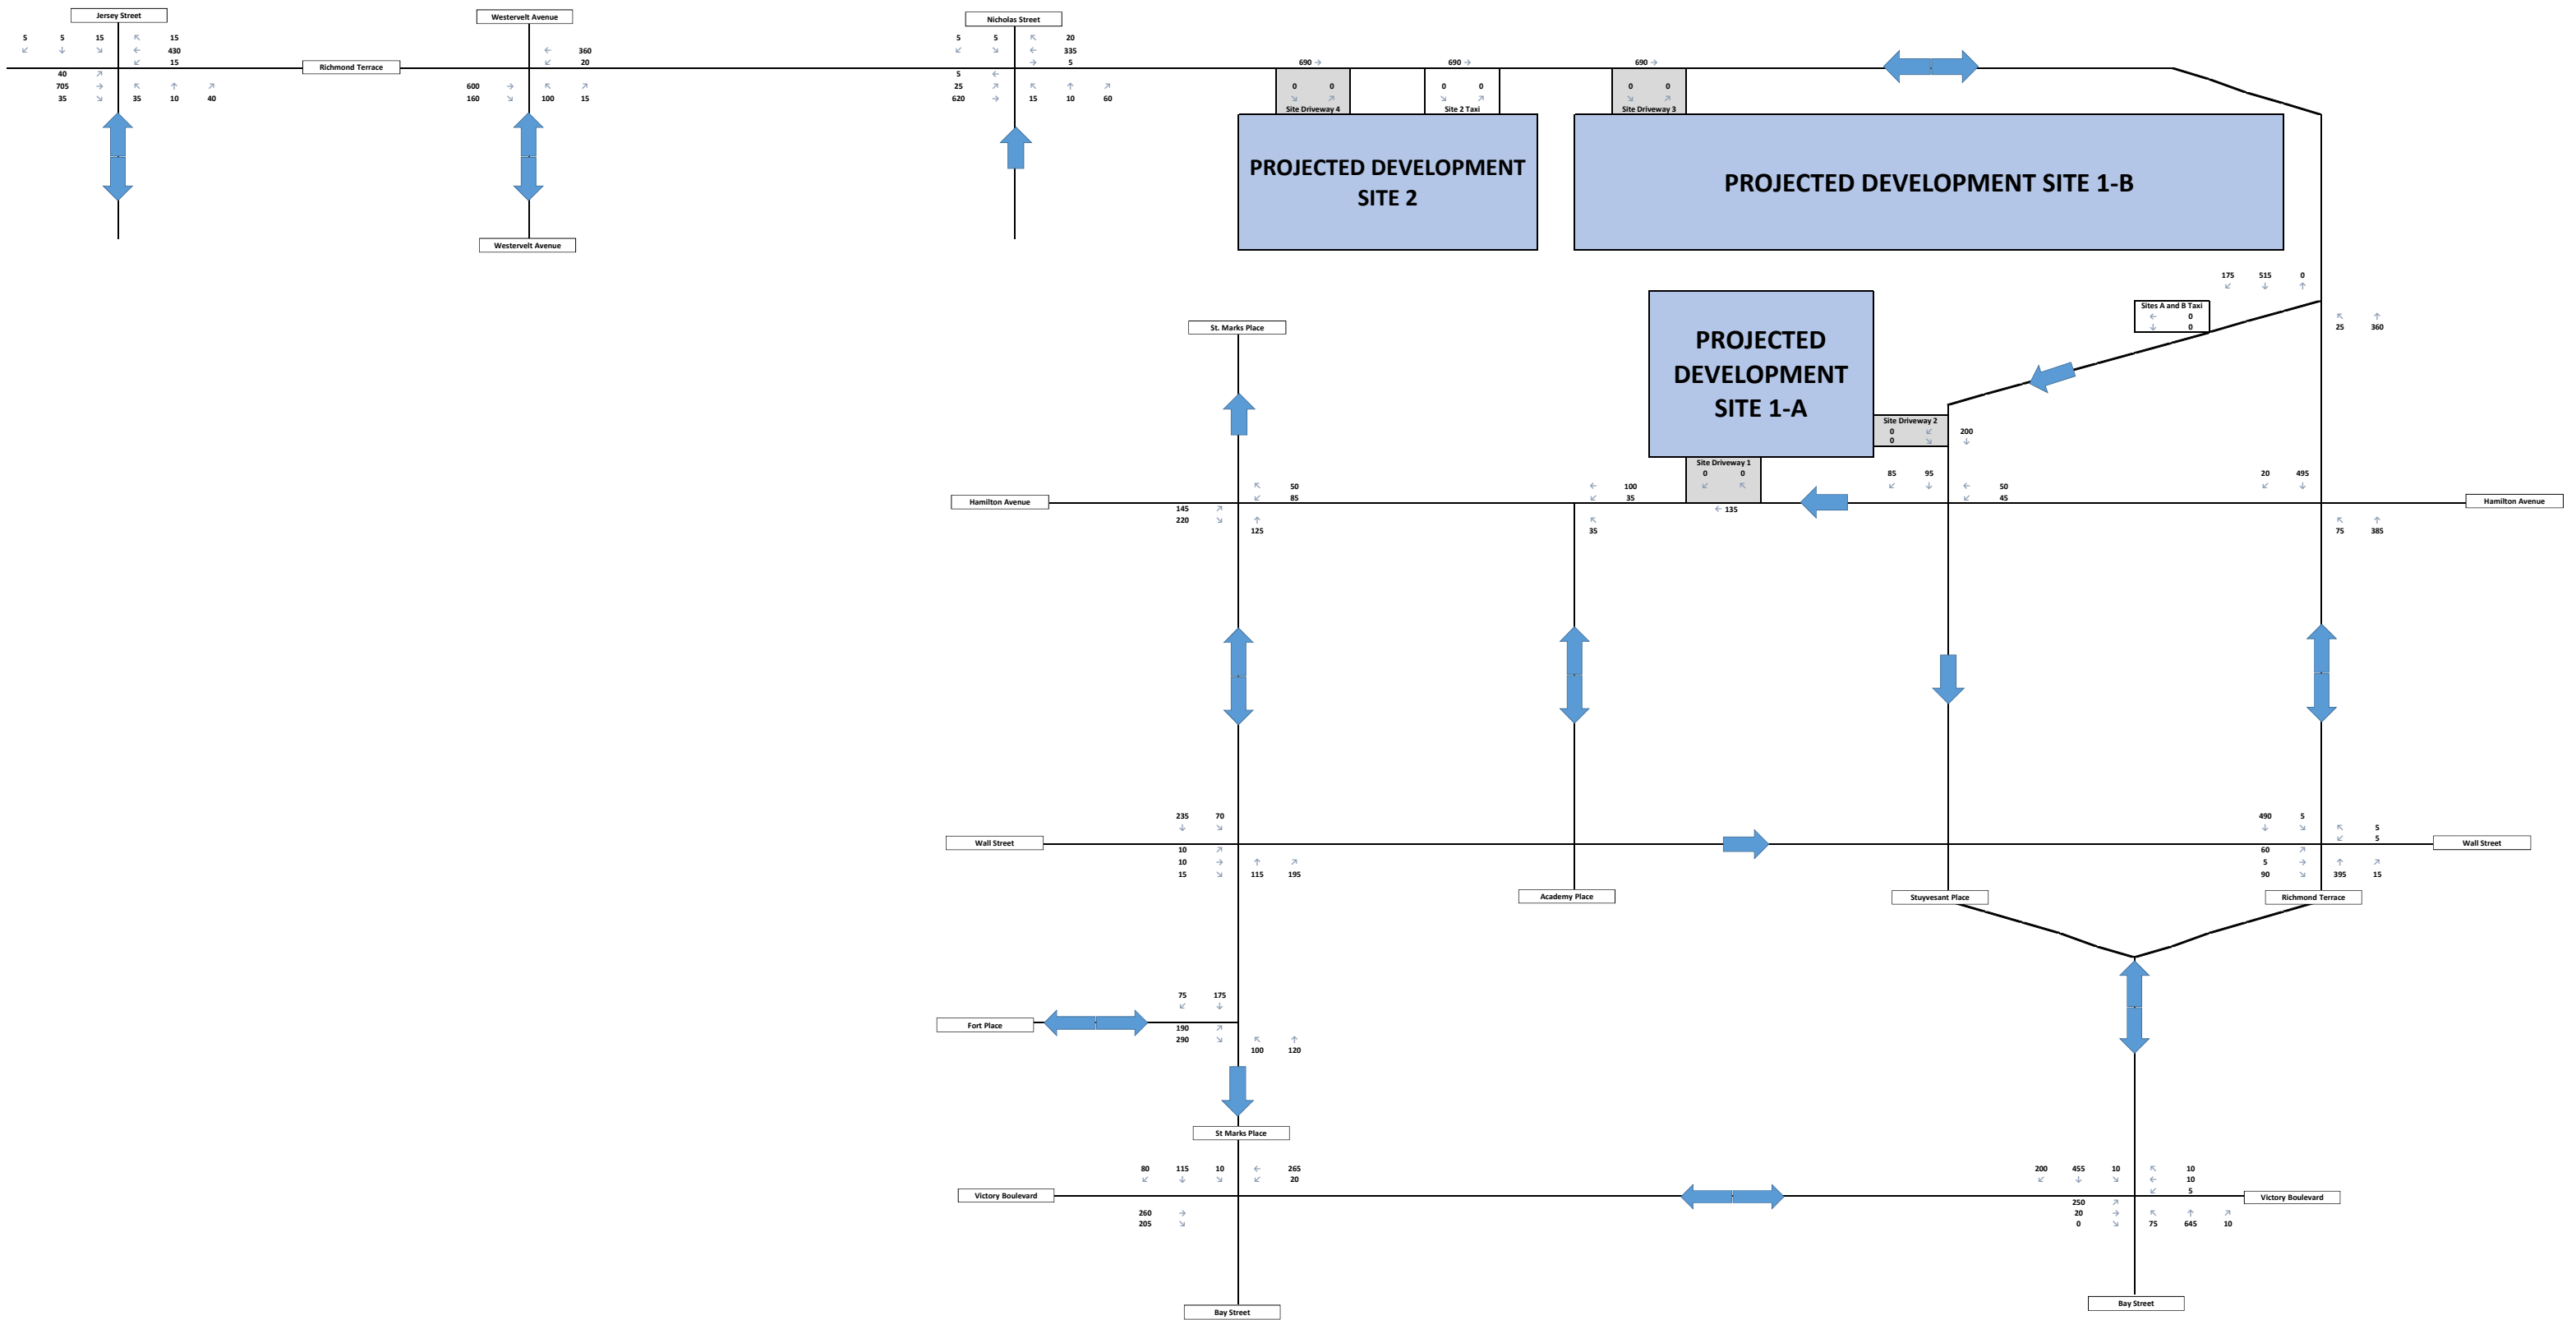 Jersey Street
Westervelt Avenue
Nicholas Street
5 5 15 ↖ 15
↙ ↓ ↘ ← 430
↙ 15
40 ↗
705 → ↖ ↑ ↗
35 ↘ 35 10 40
Richmond Terrace
← 360
↙ 20
600 → ↖ ↗
160 ↘ 100 15
Westervelt Avenue
5 5 ↖ 20
↙ ↘ ← 335
→ 5
5 ←
25 ↗ ↖ ↑ ↗
620 → 15 10 60
690 →
0 0
↘ ↗
Site Driveway 4
690 →
0 0
↘ ↗
Site 2 Taxi
690 →
0 0
↘ ↗
Site Driveway 3
PROJECTED DEVELOPMENT
SITE 2
PROJECTED DEVELOPMENT SITE 1-B
175 515 0
↙ ↓ ↑
Sites A and B Taxi
← 0
↓ 0
↖ ↑
25 360
St. Marks Place
PROJECTED
DEVELOPMENT
SITE 1-A
Site Driveway 2
0 ↙
0 ↘
200
↓
Site Driveway 1
0 0
↙ ↖
← 135
Hamilton Avenue
↖ 50
↙ 85
145 ↗
220 ↘ ↑
125
← 100
↙ 35
↖
35
85 95
↙ ↓ ← 50
↙ 45
20 495
↙ ↓
↖ ↑
75 385
Hamilton Avenue
Wall Street
235 70
↓ ↘
10 ↗
10 → ↑ ↗
15 ↘ 115 195
490 5
↓ ↘ ↖ 5
↙ 5
60 ↗
5 → ↑ ↗
90 ↘ 395 15
Wall Street
Academy Place
Stuyvesant Place
Richmond Terrace
75 175
↙ ↓
Fort Place
190 ↗
290 ↘ ↖ ↑
100 120
St Marks Place
80 115 10 ← 265
↙ ↓ ↘ ↙ 20
Victory Boulevard
260 →
205 ↘
200 455 10 ↖ 10
↙ ↓ ↘ ← 10
↙ 5
250 ↗
20 → ↖ ↑ ↗
0 ↘ 75 645 10
Victory Boulevard
Bay Street
Bay Street